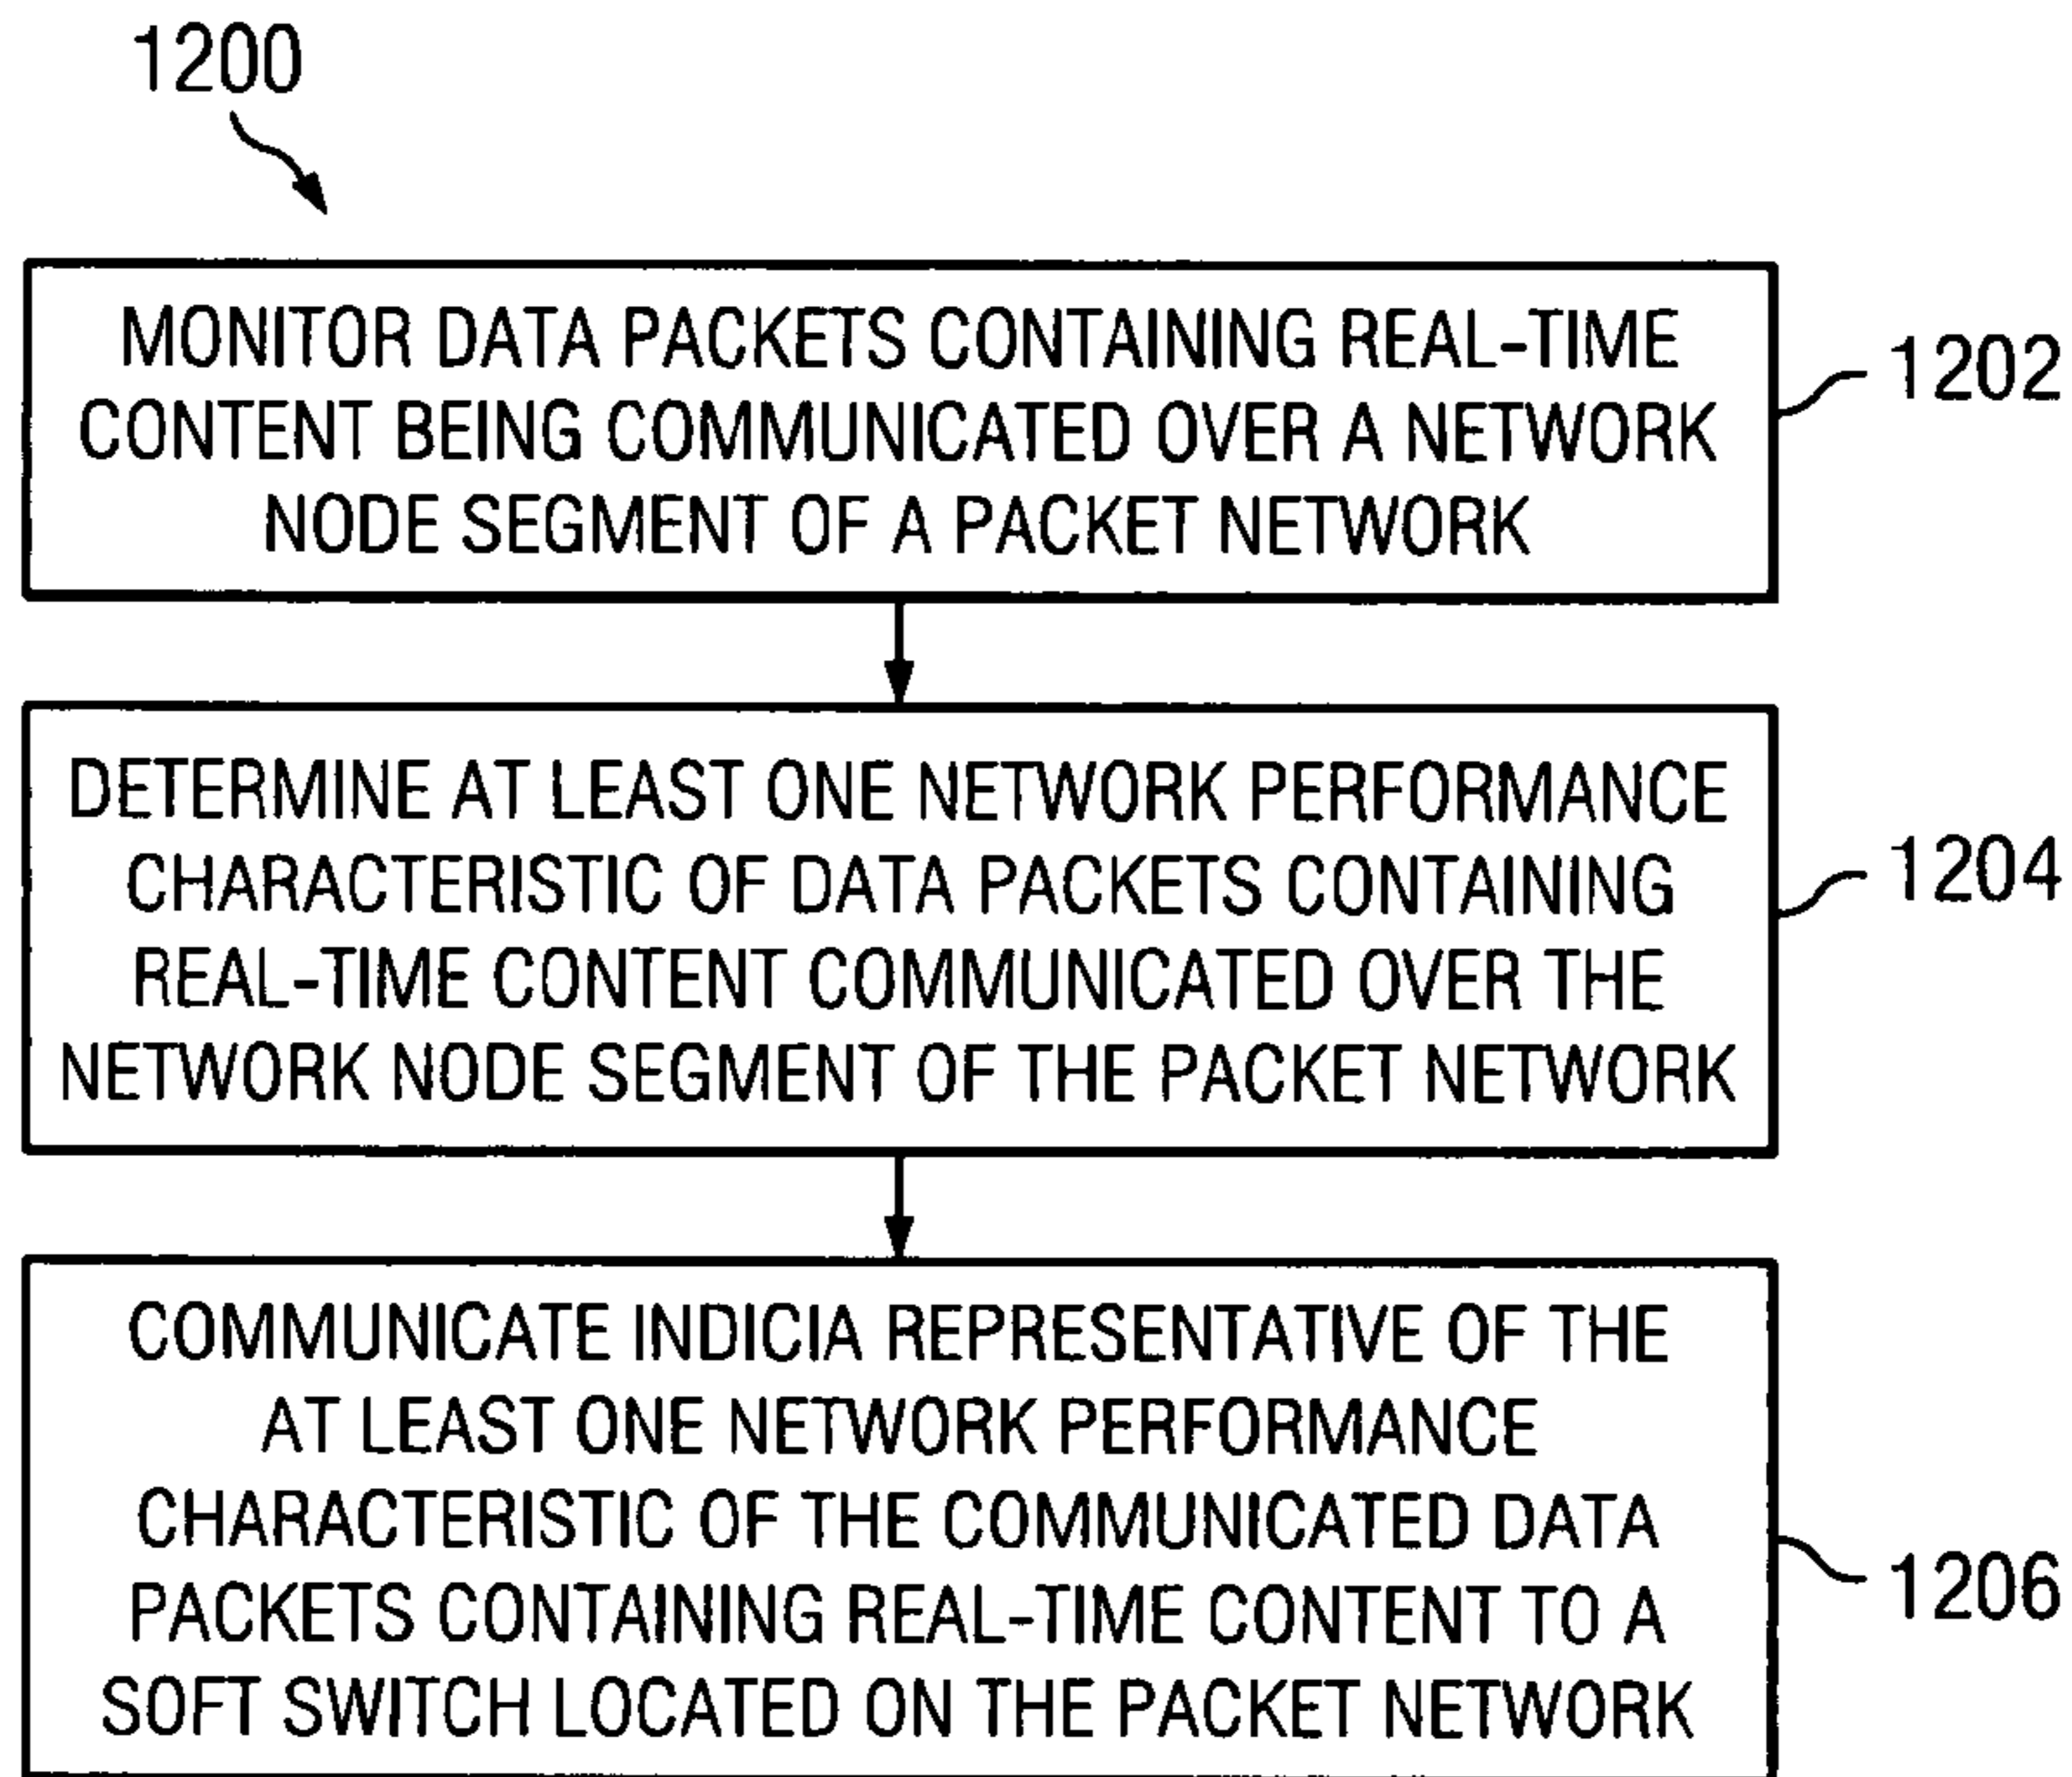 1200
MONITOR DATA PACKETS CONTAINING REAL-TIME
CONTENT BEING COMMUNICATED OVER A NETWORK
NODE SEGMENT OF A PACKET NETWORK
1202
DETERMINE AT LEAST ONE NETWORK PERFORMANCE
CHARACTERISTIC OF DATA PACKETS CONTAINING
REAL-TIME CONTENT COMMUNICATED OVER THE
NETWORK NODE SEGMENT OF THE PACKET NETWORK
1204
COMMUNICATE INDICIA REPRESENTATIVE OF THE
AT LEAST ONE NETWORK PERFORMANCE
CHARACTERISTIC OF THE COMMUNICATED DATA
PACKETS CONTAINING REAL-TIME CONTENT TO A
SOFT SWITCH LOCATED ON THE PACKET NETWORK
1206